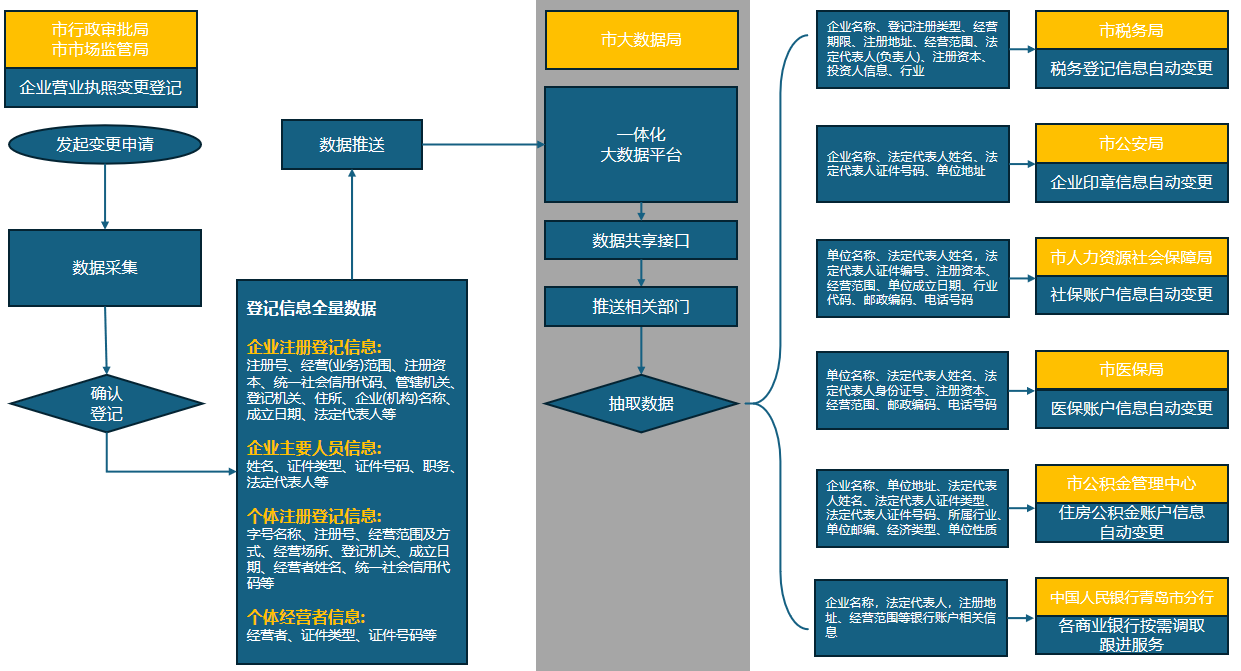 市行政审批局
市市场监管局
企业营业执照变更登记
发起变更申请
数据采集
确认
登记
数据推送
登记信息全量数据
企业注册登记信息:
注册号、经营(业务)范围、注册资
本、统一社会信用代码、管辖机关、
登记机关、住所、企业(机构)名称、
成立日期、法定代表人等
企业主要人员信息:
姓名、证件类型、证件号码、职务、
法定代表人等
个体注册登记信息:
字号名称、注册号、经营范围及方
式、经营场所、登记机关、成立日
期、经营者姓名、统一社会信用代
码等
个体经营者信息:
经营者、证件类型、证件号码等
市大数据局
一体化
大数据平台
数据共享接口
推送相关部门
抽取数据
企业名称、登记注册类型、经营
期限、注册地址、经营范围、法
定代表人(负责人)、注册资本、
投资人信息、行业
市税务局
税务登记信息自动变更
企业名称、法定代表人姓名、法
定代表人证件号码、单位地址
市公安局
企业印章信息自动变更
单位名称、法定代表人姓名，法
定代表人证件编号、注册资本、
经营范围、单位成立日期、行业
代码、邮政编码、电话号码
市人力资源社会保障局
社保账户信息自动变更
单位名称、法定代表人姓名、法
定代表人身份证号、注册资本、
经营范围、邮政编码、电话号码
市医保局
医保账户信息自动变更
企业名称、单位地址、法定代表
人姓名、法定代表人证件类型、
法定代表人证件号码、所属行业、
单位邮编、经济类型、单位性质
市公积金管理中心
住房公积金账户信息
自动变更
企业名称，法定代表人，注册地
址、经营范围等银行账户相关信
息
中国人民银行青岛市分行
各商业银行按需调取
跟进服务